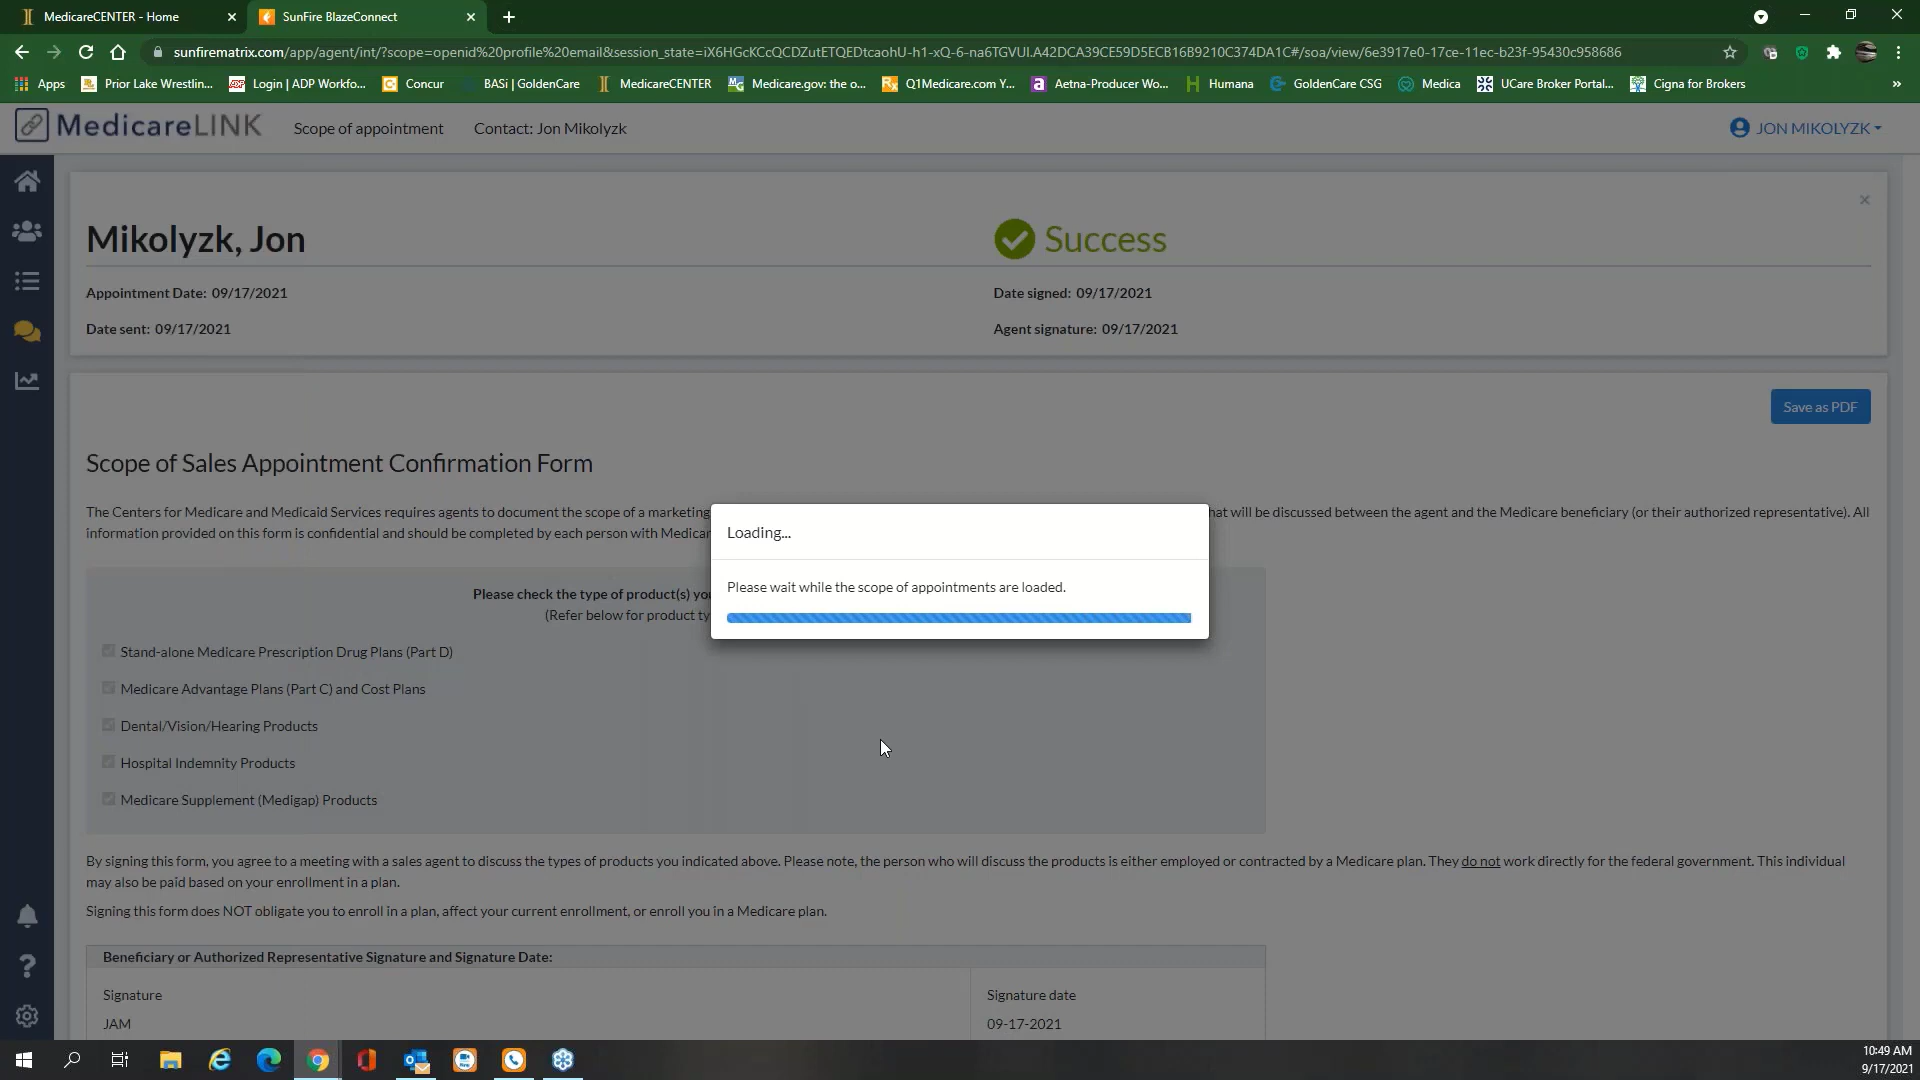 MedicareCENTER - Home
SunFire BlazeConnect
sunfirematrix.com/app/agent/int/?scope=openid%20profile%20email&session_state=iX6HGcKCcQCDZutETQEDtcaohU-h1-xQ-6-na6TGVUI.A42DCA39CE59D5ECB16B9210C374DA1C#/soa/view/6e3917e0-17ce-11ec-b23f-95430c958686
Apps Prior Lake Wrestlin... Login | ADP Workfo... Concur BASi | GoldenCare MedicareCENTER Medicare.gov: the o... Q1Medicare.com Y... Aetna-Producer Wo... Humana GoldenCare CSG Medica UCare Broker Portal... Cigna for Brokers »
MedicareLINK Scope of appointment Contact: Jon Mikolyzk JON MIKOLYZK
Mikolyzk, Jon Success
Appointment Date: 09/17/2021 Date signed: 09/17/2021
Date sent: 09/17/2021 Agent signature: 09/17/2021
Save as PDF
Scope of Sales Appointment Confirmation Form
The Centers for Medicare and Medicaid Services requires agents to document the scope of a marketing at will be discussed between the agent and the Medicare beneficiary (or their authorized representative). All
information provided on this form is confidential and should be completed by each person with Medicar
Loading...
Please wait while the scope of appointments are loaded.
Please check the type of product(s) you
(Refer below for product ty
Stand-alone Medicare Prescription Drug Plans (Part D)
Medicare Advantage Plans (Part C) and Cost Plans
Dental/Vision/Hearing Products
Hospital Indemnity Products
Medicare Supplement (Medigap) Products
By signing this form, you agree to a meeting with a sales agent to discuss the types of products you indicated above. Please note, the person who will discuss the products is either employed or contracted by a Medicare plan. They do not work directly for the federal government. This individual
may also be paid based on your enrollment in a plan.
Signing this form does NOT obligate you to enroll in a plan, affect your current enrollment, or enroll you in a Medicare plan.
Beneficiary or Authorized Representative Signature and Signature Date:
Signature Signature date
JAM 09-17-2021
10:49 AM
9/17/2021